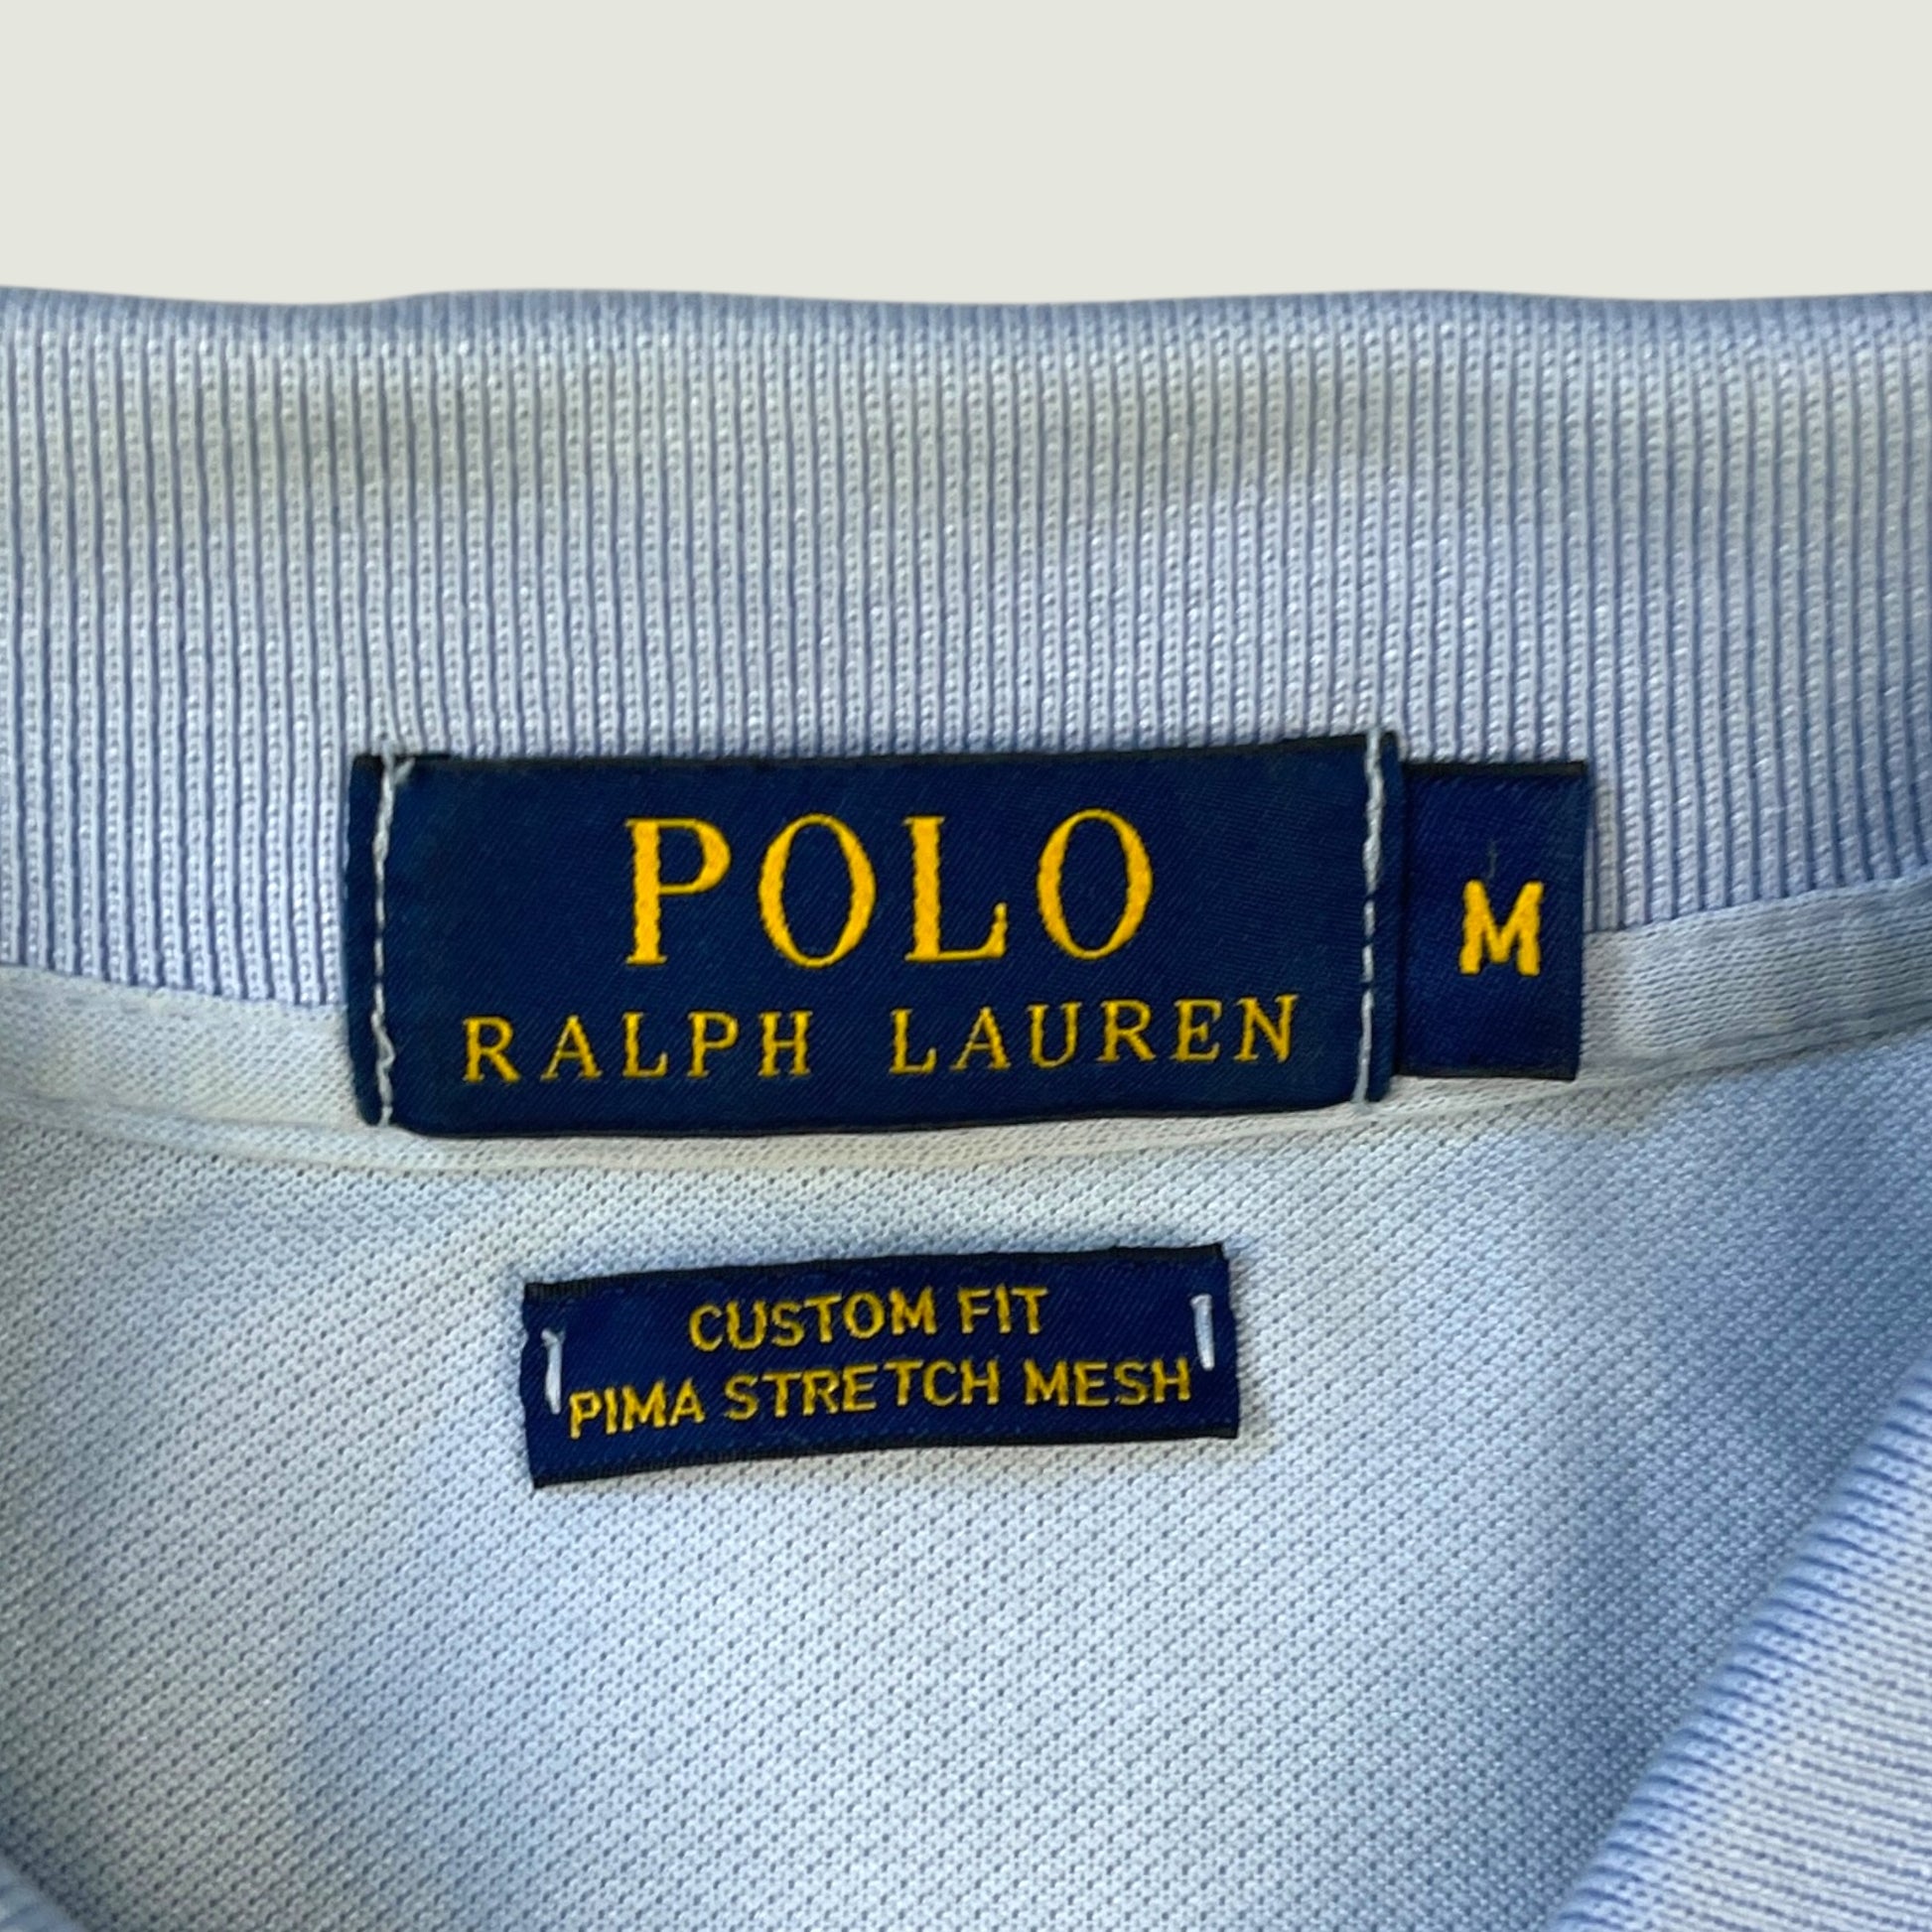 POLO
RALPH LAUREN
M
CUSTOM FIT
PIMA STRETCH MESH